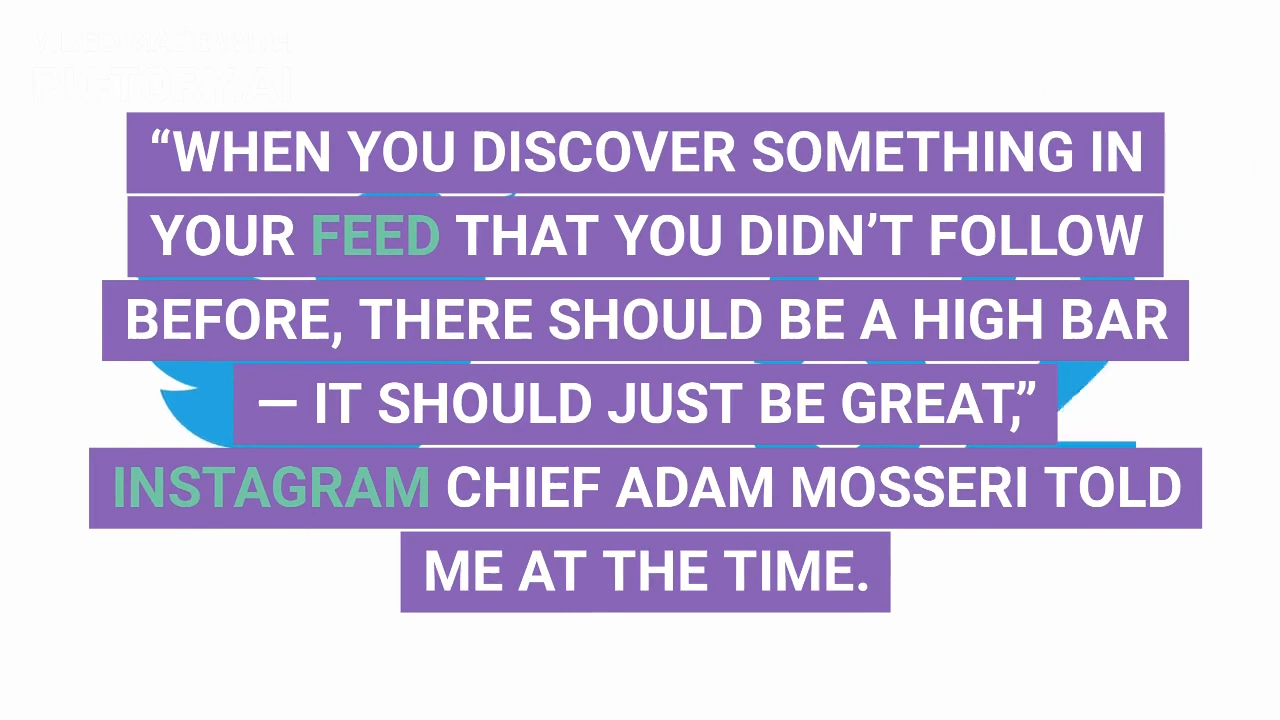 “WHEN YOU DISCOVER SOMETHING IN
YOUR FEED THAT YOU DIDN’T FOLLOW
BEFORE, THERE SHOULD BE A HIGH BAR
— IT SHOULD JUST BE GREAT,”
INSTAGRAM CHIEF ADAM MOSSERI TOLD
ME AT THE TIME.